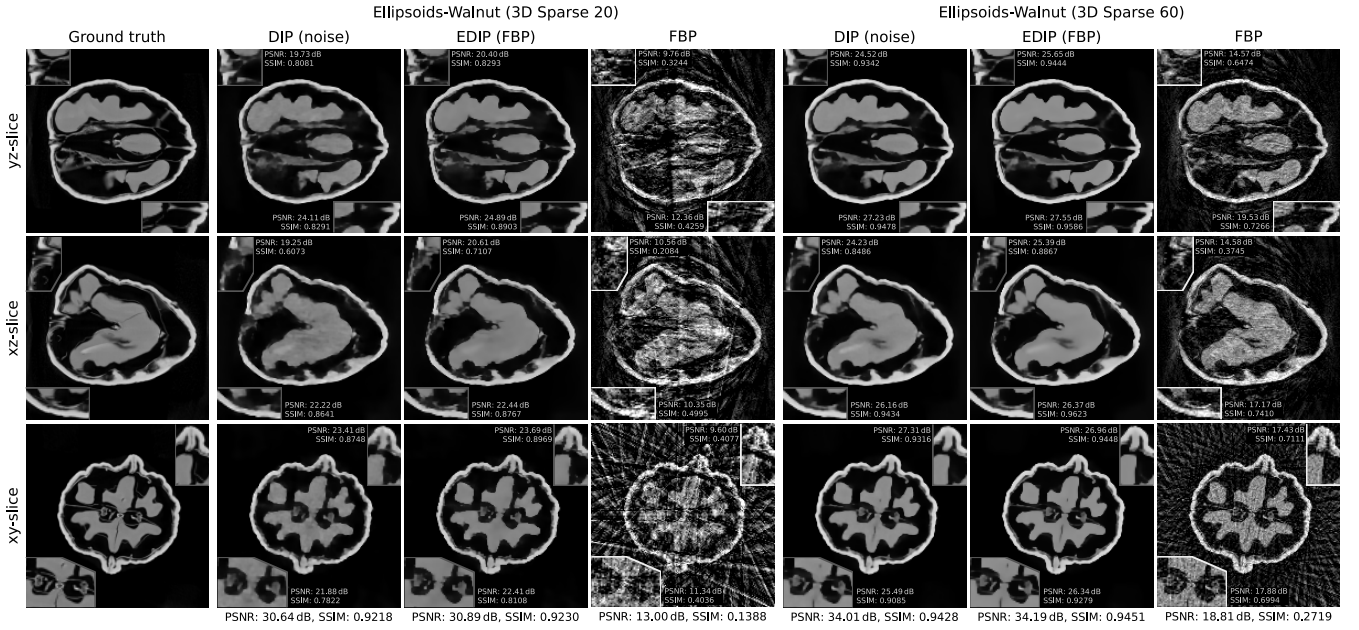 Ellipsoids-Walnut (3D Sparse 20)
Ellipsoids-Walnut (3D Sparse 60)
Ground truth
DIP (noise)
EDIP (FBP)
FBP
DIP (noise)
EDIP (FBP)
FBP
yz-slice
PSNR: 19.73 dB
SSIM: 0.8081
PSNR: 20.40 dB
SSIM: 0.8293
PSNR: 9.76 dB
SSIM: 0.3244
PSNR: 24.52 dB
SSIM: 0.9342
PSNR: 25.65 dB
SSIM: 0.9444
PSNR: 14.57 dB
SSIM: 0.6474
PSNR: 24.11 dB
SSIM: 0.8291
PSNR: 24.89 dB
SSIM: 0.8903
PSNR: 12.36 dB
SSIM: 0.4259
PSNR: 27.23 dB
SSIM: 0.9478
PSNR: 27.55 dB
SSIM: 0.9586
PSNR: 19.53 dB
SSIM: 0.7266
xz-slice
PSNR: 19.25 dB
SSIM: 0.6073
PSNR: 20.61 dB
SSIM: 0.7107
PSNR: 10.56 dB
SSIM: 0.2084
PSNR: 24.23 dB
SSIM: 0.8486
PSNR: 25.39 dB
SSIM: 0.8867
PSNR: 14.58 dB
SSIM: 0.3745
PSNR: 22.22 dB
SSIM: 0.8641
PSNR: 22.44 dB
SSIM: 0.8767
PSNR: 10.35 dB
SSIM: 0.4995
PSNR: 26.16 dB
SSIM: 0.9434
PSNR: 26.37 dB
SSIM: 0.9623
PSNR: 17.17 dB
SSIM: 0.7410
xy-slice
PSNR: 23.41 dB
SSIM: 0.8748
PSNR: 23.69 dB
SSIM: 0.8969
PSNR: 9.60 dB
SSIM: 0.4077
PSNR: 27.31 dB
SSIM: 0.9316
PSNR: 26.96 dB
SSIM: 0.9448
PSNR: 17.43 dB
SSIM: 0.7111
PSNR: 21.88 dB
SSIM: 0.7822
PSNR: 22.41 dB
SSIM: 0.8108
PSNR: 11.34 dB
SSIM: 0.4036
PSNR: 25.49 dB
SSIM: 0.9085
PSNR: 26.34 dB
SSIM: 0.9279
PSNR: 17.88 dB
SSIM: 0.6994
PSNR: 30.64 dB, SSIM: 0.9218
PSNR: 30.89 dB, SSIM: 0.9230
PSNR: 13.00 dB, SSIM: 0.1388
PSNR: 34.01 dB, SSIM: 0.9428
PSNR: 34.19 dB, SSIM: 0.9451
PSNR: 18.81 dB, SSIM: 0.2719